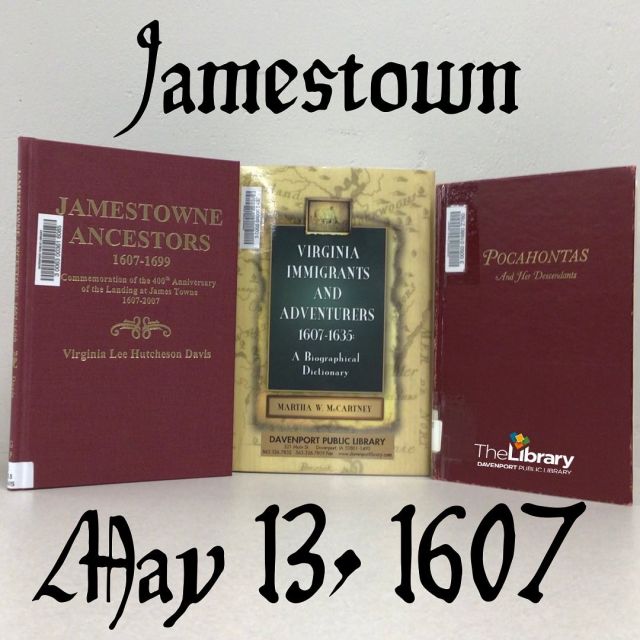 Jamestown
JAMESTOWNE
ANCESTORS
1607-1699
Commemoration of the 400th Anniversary
of the Landing at James Towne
1607-2007
Virginia Lee Hutcheson Davis
VIRGINIA
IMMIGRANTS
AND
ADVENTURERS
1607-1635:
A Biographical
Dictionary
MARTHA W. McCARTNEY
DAVENPORT PUBLIC LIBRARY
POCAHONTAS
And Her Descendants
TheLibrary
DAVENPORT PUBLIC LIBRARY
May 13, 1607